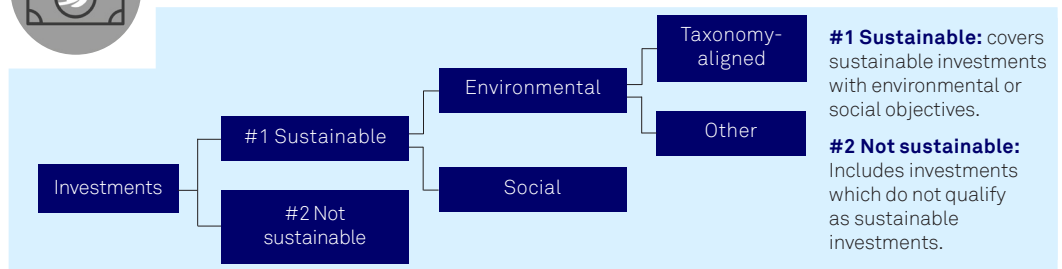 Investments
#1 Sustainable
#2 Not
sustainable
Environmental
Social
Taxonomy-
aligned
Other
#1 Sustainable: covers
sustainable investments
with environmental or
social objectives.
#2 Not sustainable:
Includes investments
which do not qualify
as sustainable
investments.